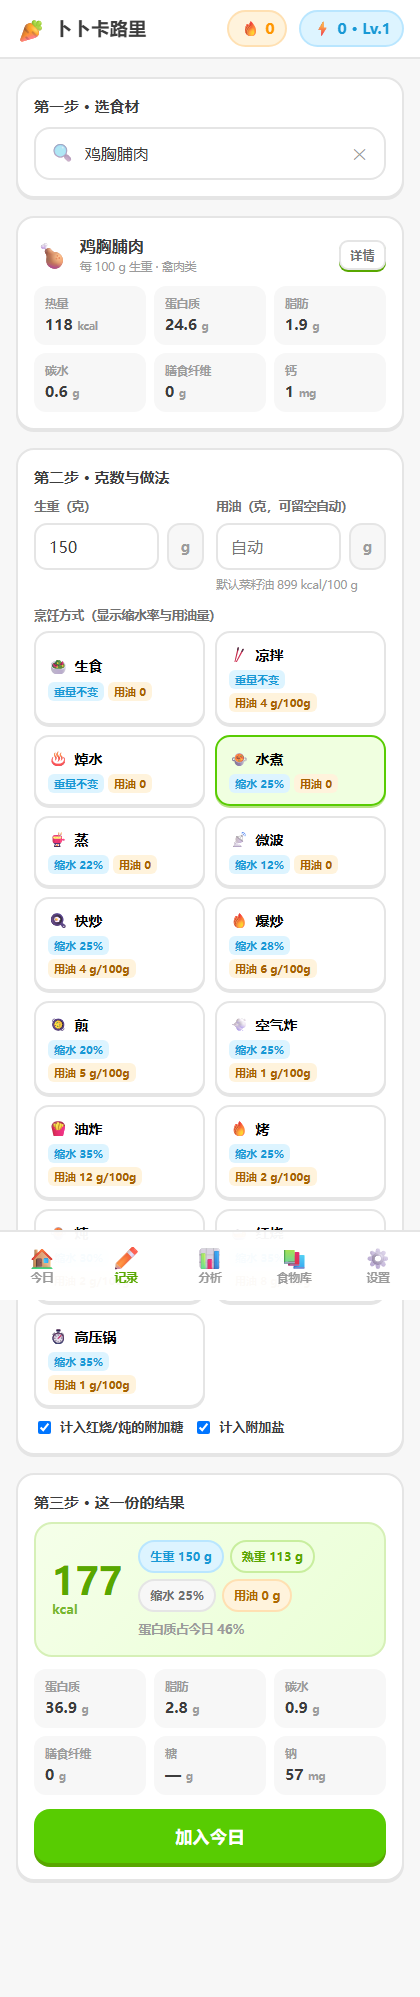 卜卜卡路里
0
0 • Lv.1
第一步 • 选食材
鸡胸脯肉
鸡胸脯肉
每 100 g 生重 · 禽肉类
详情
热量
118 kcal
蛋白质
24.6 g
脂肪
1.9 g
碳水
0.6 g
膳食纤维
0 g
钙
1 mg
第二步 • 克数与做法
生重（克）
用油（克，可留空自动）
150
g
自动
g
默认菜籽油 899 kcal/100 g
烹饪方式（显示缩水率与用油量）
生食
重量不变 用油 0
凉拌
重量不变
用油 4 g/100g
焯水
重量不变 用油 0
水煮
缩水 25% 用油 0
蒸
缩水 22% 用油 0
微波
缩水 12% 用油 0
快炒
缩水 25%
用油 4 g/100g
爆炒
缩水 28%
用油 6 g/100g
煎
缩水 20%
用油 5 g/100g
空气炸
缩水 25%
用油 1 g/100g
油炸
缩水 35%
用油 12 g/100g
烤
缩水 25%
用油 2 g/100g
今日
记录
分析
食物库
设置
高压锅
缩水 35%
用油 1 g/100g
计入红烧/炖的附加糖
计入附加盐
第三步 • 这一份的结果
177
kcal
生重 150 g
熟重 113 g
缩水 25%
用油 0 g
蛋白质占今日 46%
蛋白质
36.9 g
脂肪
2.8 g
碳水
0.9 g
膳食纤维
0 g
糖
— g
钠
57 mg
加入今日